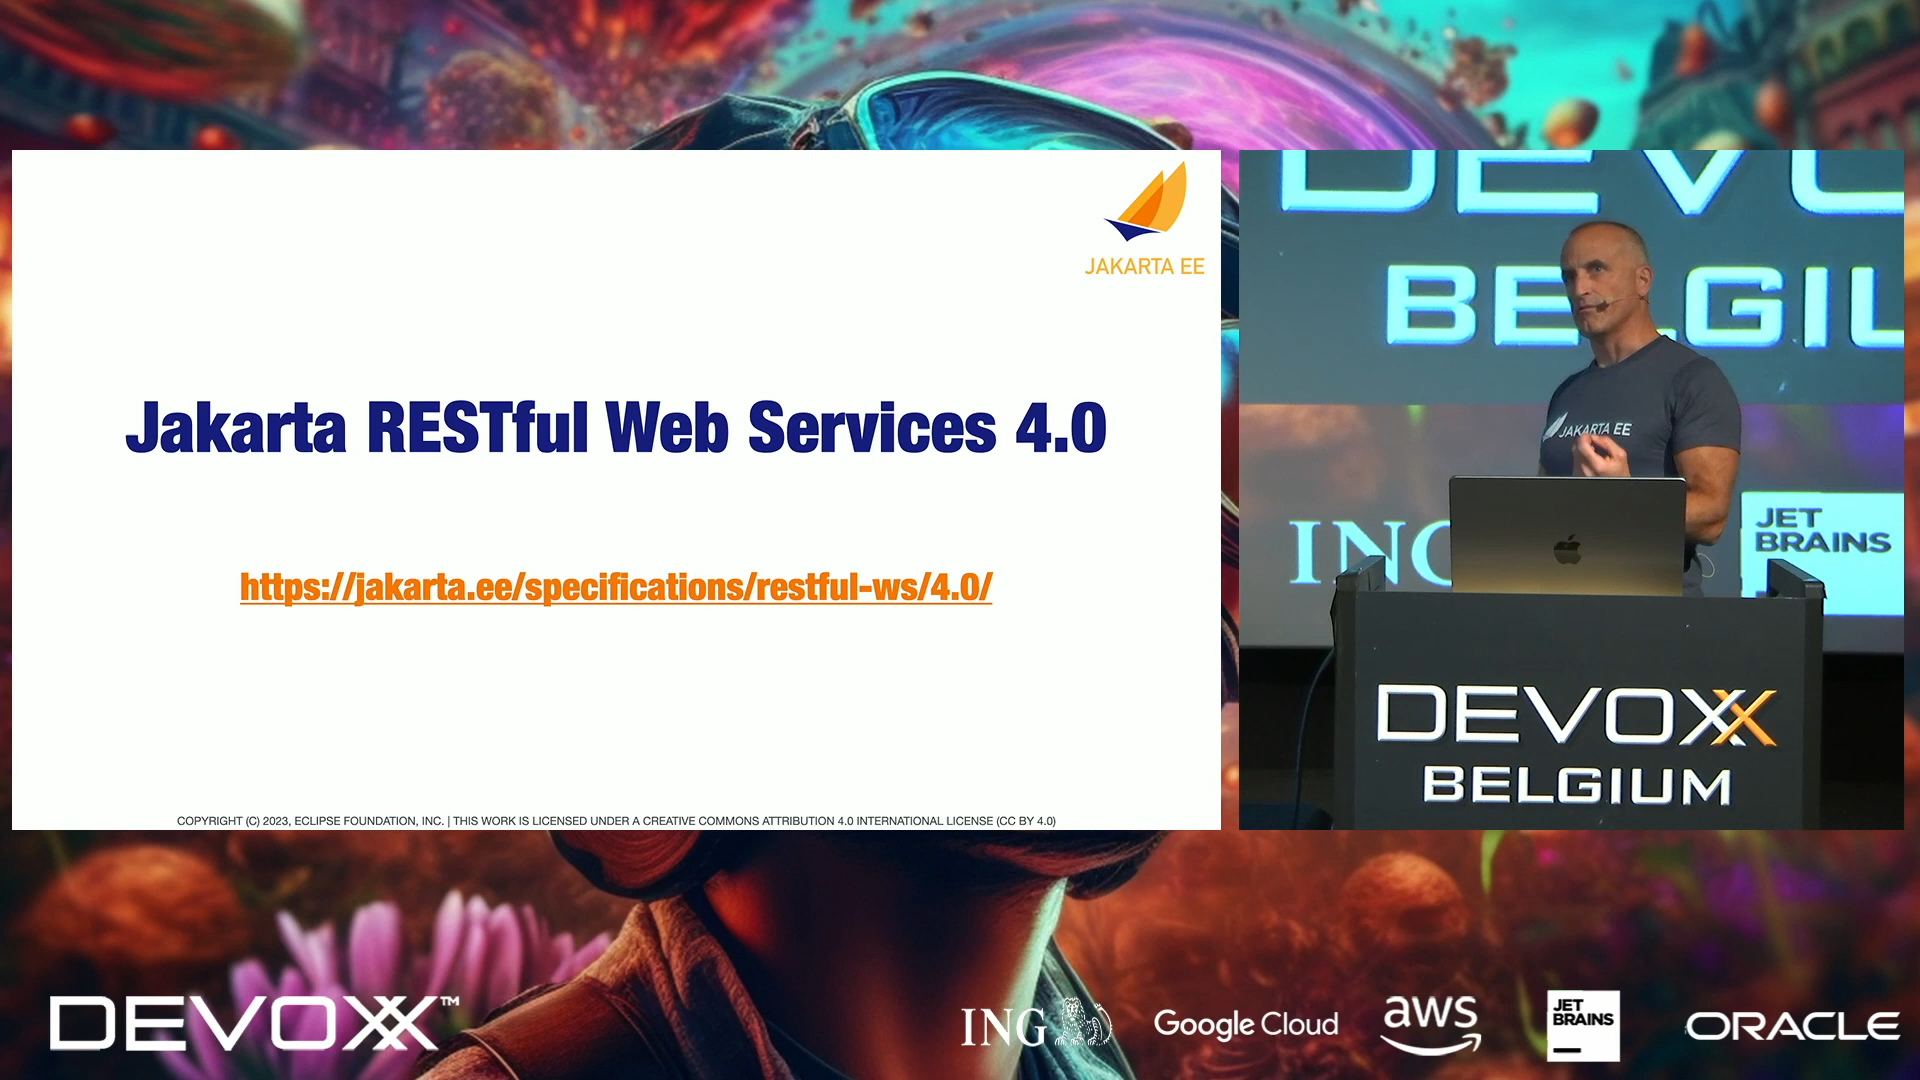 JAKARTA EE
Jakarta RESTful Web Services 4.0
https://jakarta.ee/specifications/restful-ws/4.0/
COPYRIGHT (C) 2023, ECLIPSE FOUNDATION, INC. | THIS WORK IS LICENSED UNDER A CREATIVE COMMONS ATTRIBUTION 4.0 INTERNATIONAL LICENSE (CC BY 4.0)
DEVO
BELGIU
JAKARTA EE
ING
JET
BRAINS
DEVOXX
BELGIUM
DEVOXX™
ING
Google Cloud
aws
JET
BRAINS
ORACLE